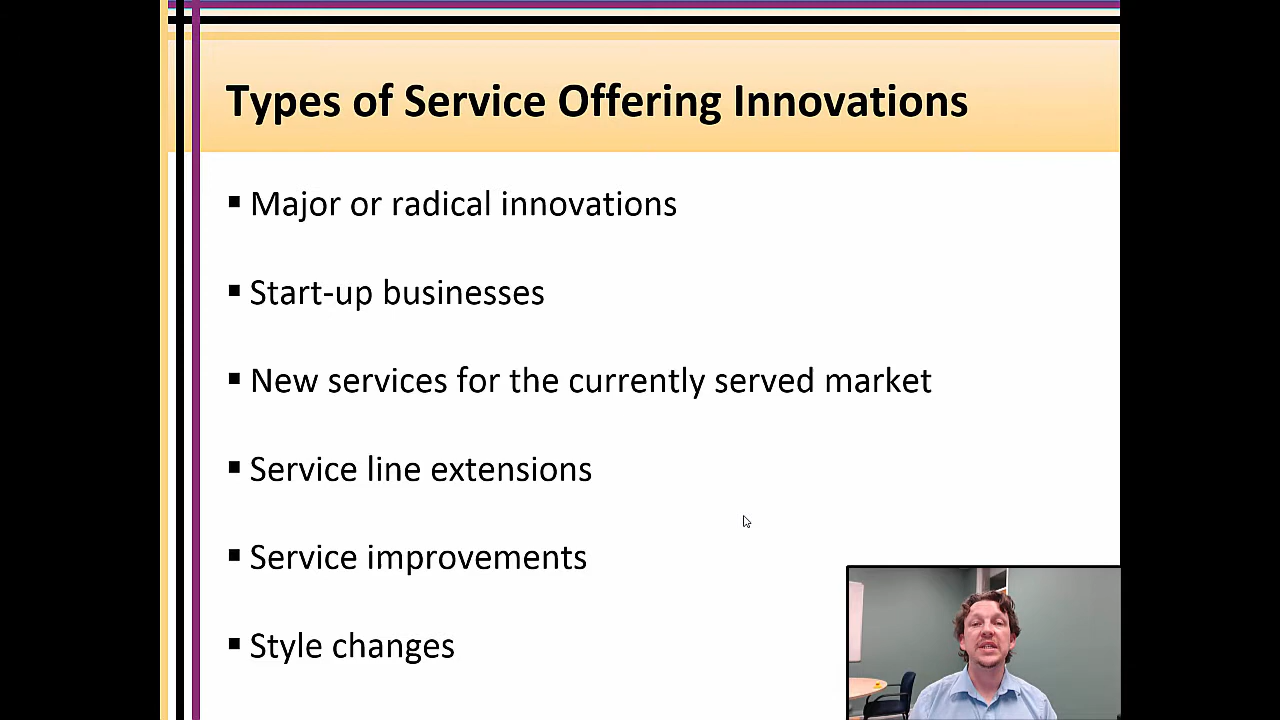 Types of Service Offering Innovations
▪ Major or radical innovations
▪ Start-up businesses
▪ New services for the currently served market
▪ Service line extensions
▪ Service improvements
▪ Style changes